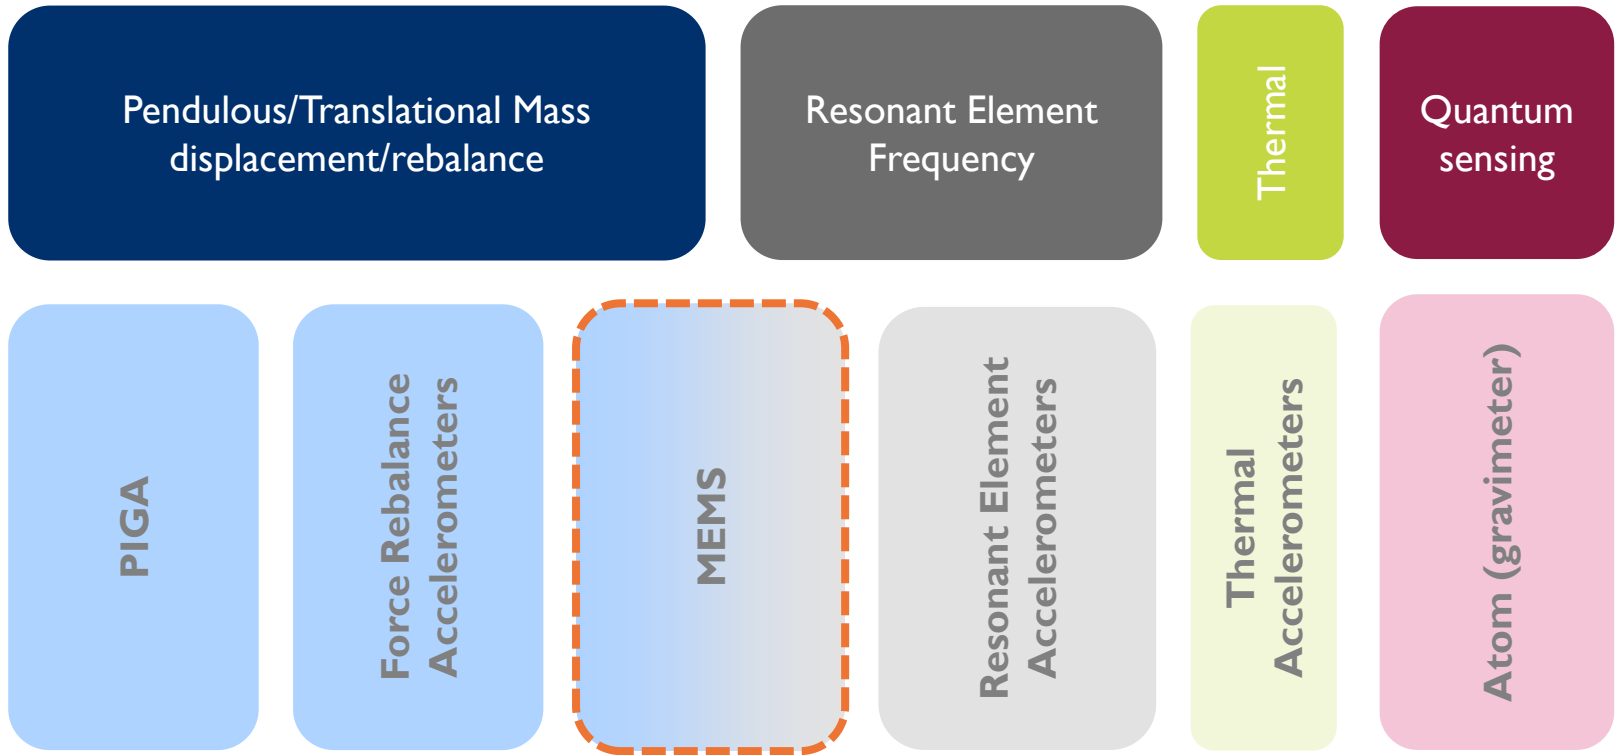 Pendulous/Translational Mass
displacement/rebalance
Resonant Element
Frequency
Thermal
Quantum
sensing
PIGA
Force Rebalance
Accelerometers
MEMS
Resonant Element
Accelerometers
Thermal
Accelerometers
Atom (gravimeter)